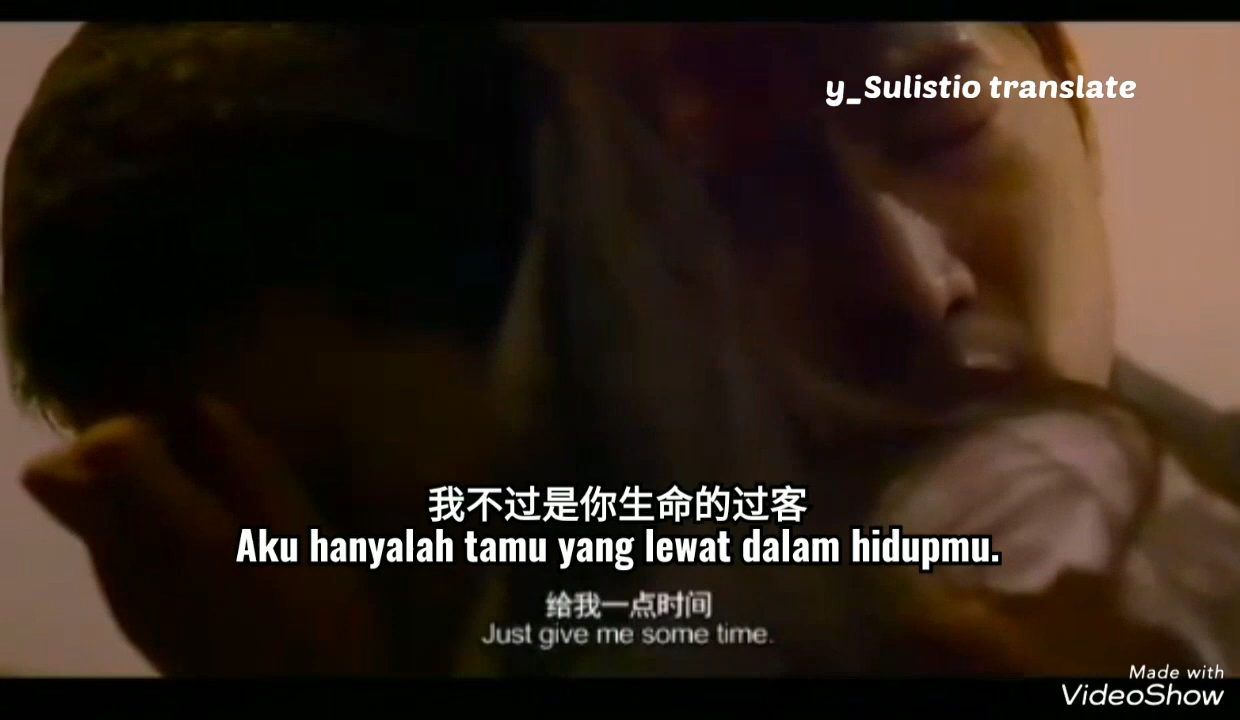 y_Sulistio translate
我不过是你生命的过客
Aku hanyalah tamu yang lewat dalam hidupmu.
给我一点时间
Just give me some time.
Made with
VideoShow